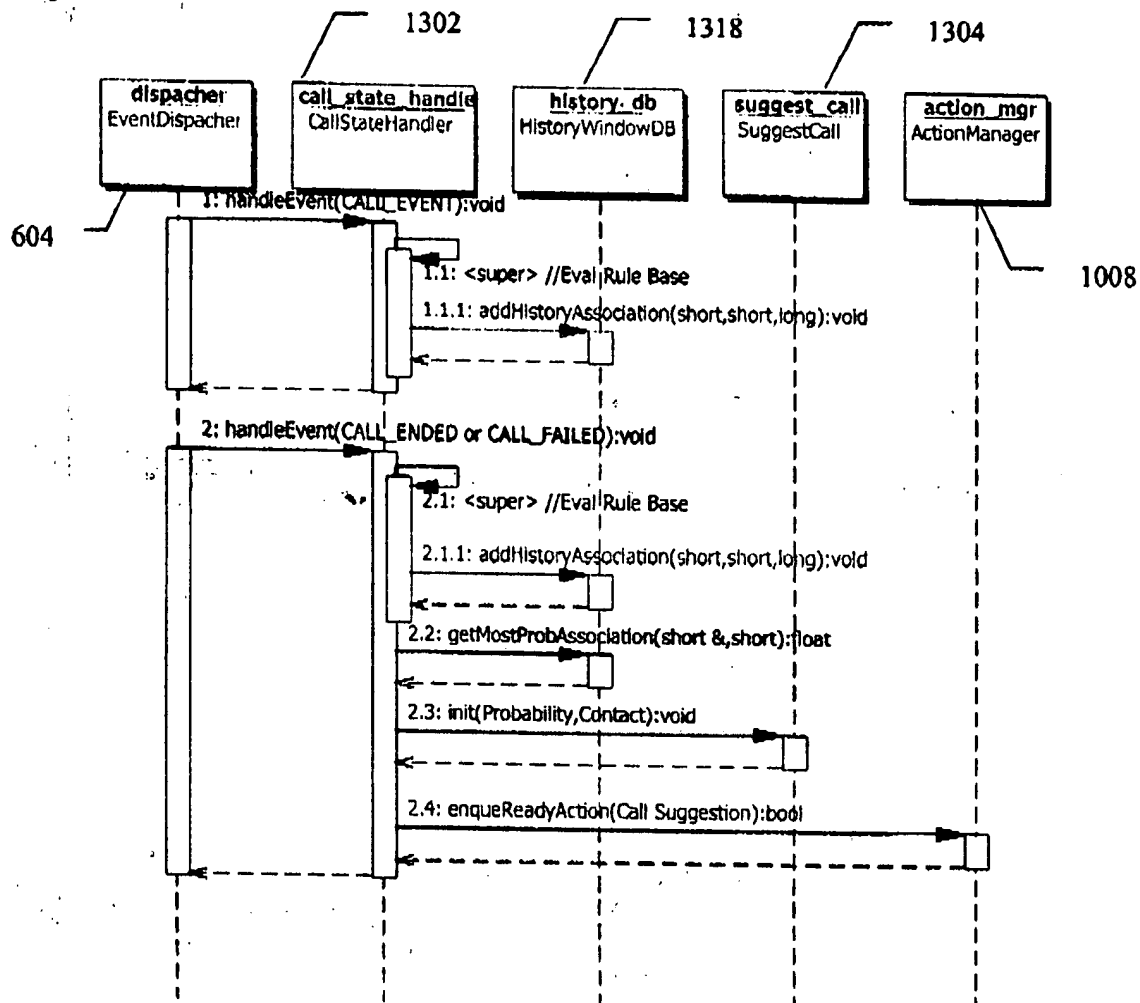 1302
1318
1304
dispacher
EventDispacher
call_state_handle
CallStateHandler
history_db
HistoryWindowDB
suggest_call
SuggestCall
action_mgr
ActionManager
604
1008
1: handleEvent(CALL_EVENT):void
1.1: <super> //Eval Rule Base
1.1.1: addHistoryAssociation(short,short,long):void
2: handleEvent(CALL_ENDED or CALL_FAILED):void
2.1: <super> //Eval Rule Base
2.1.1: addHistoryAssociation(short,short,long):void
2.2: getMostProbAssociation(short &,short):float
2.3: init(Probability,Contact):void
2.4: enqueReadyAction(Call Suggestion):bool